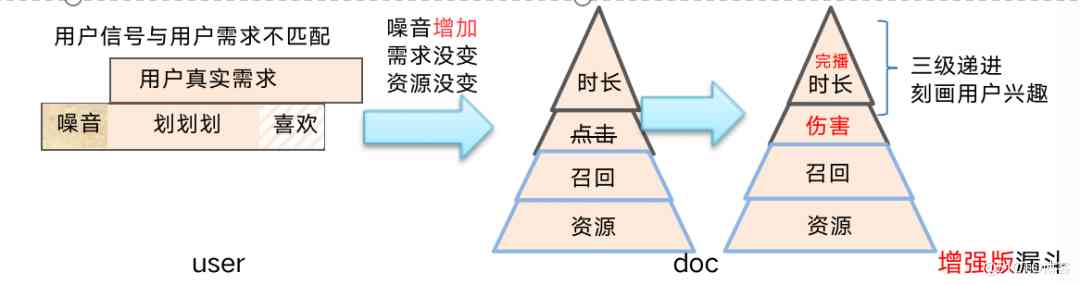 用户信号与用户需求不匹配
用户真实需求
噪音 划划划 喜欢
user
噪音增加
需求没变
资源没变
时长
点击
召回
资源
doc
完播
时长
伤害
召回
资源
三级递进
刻画用户兴趣
增强版漏斗